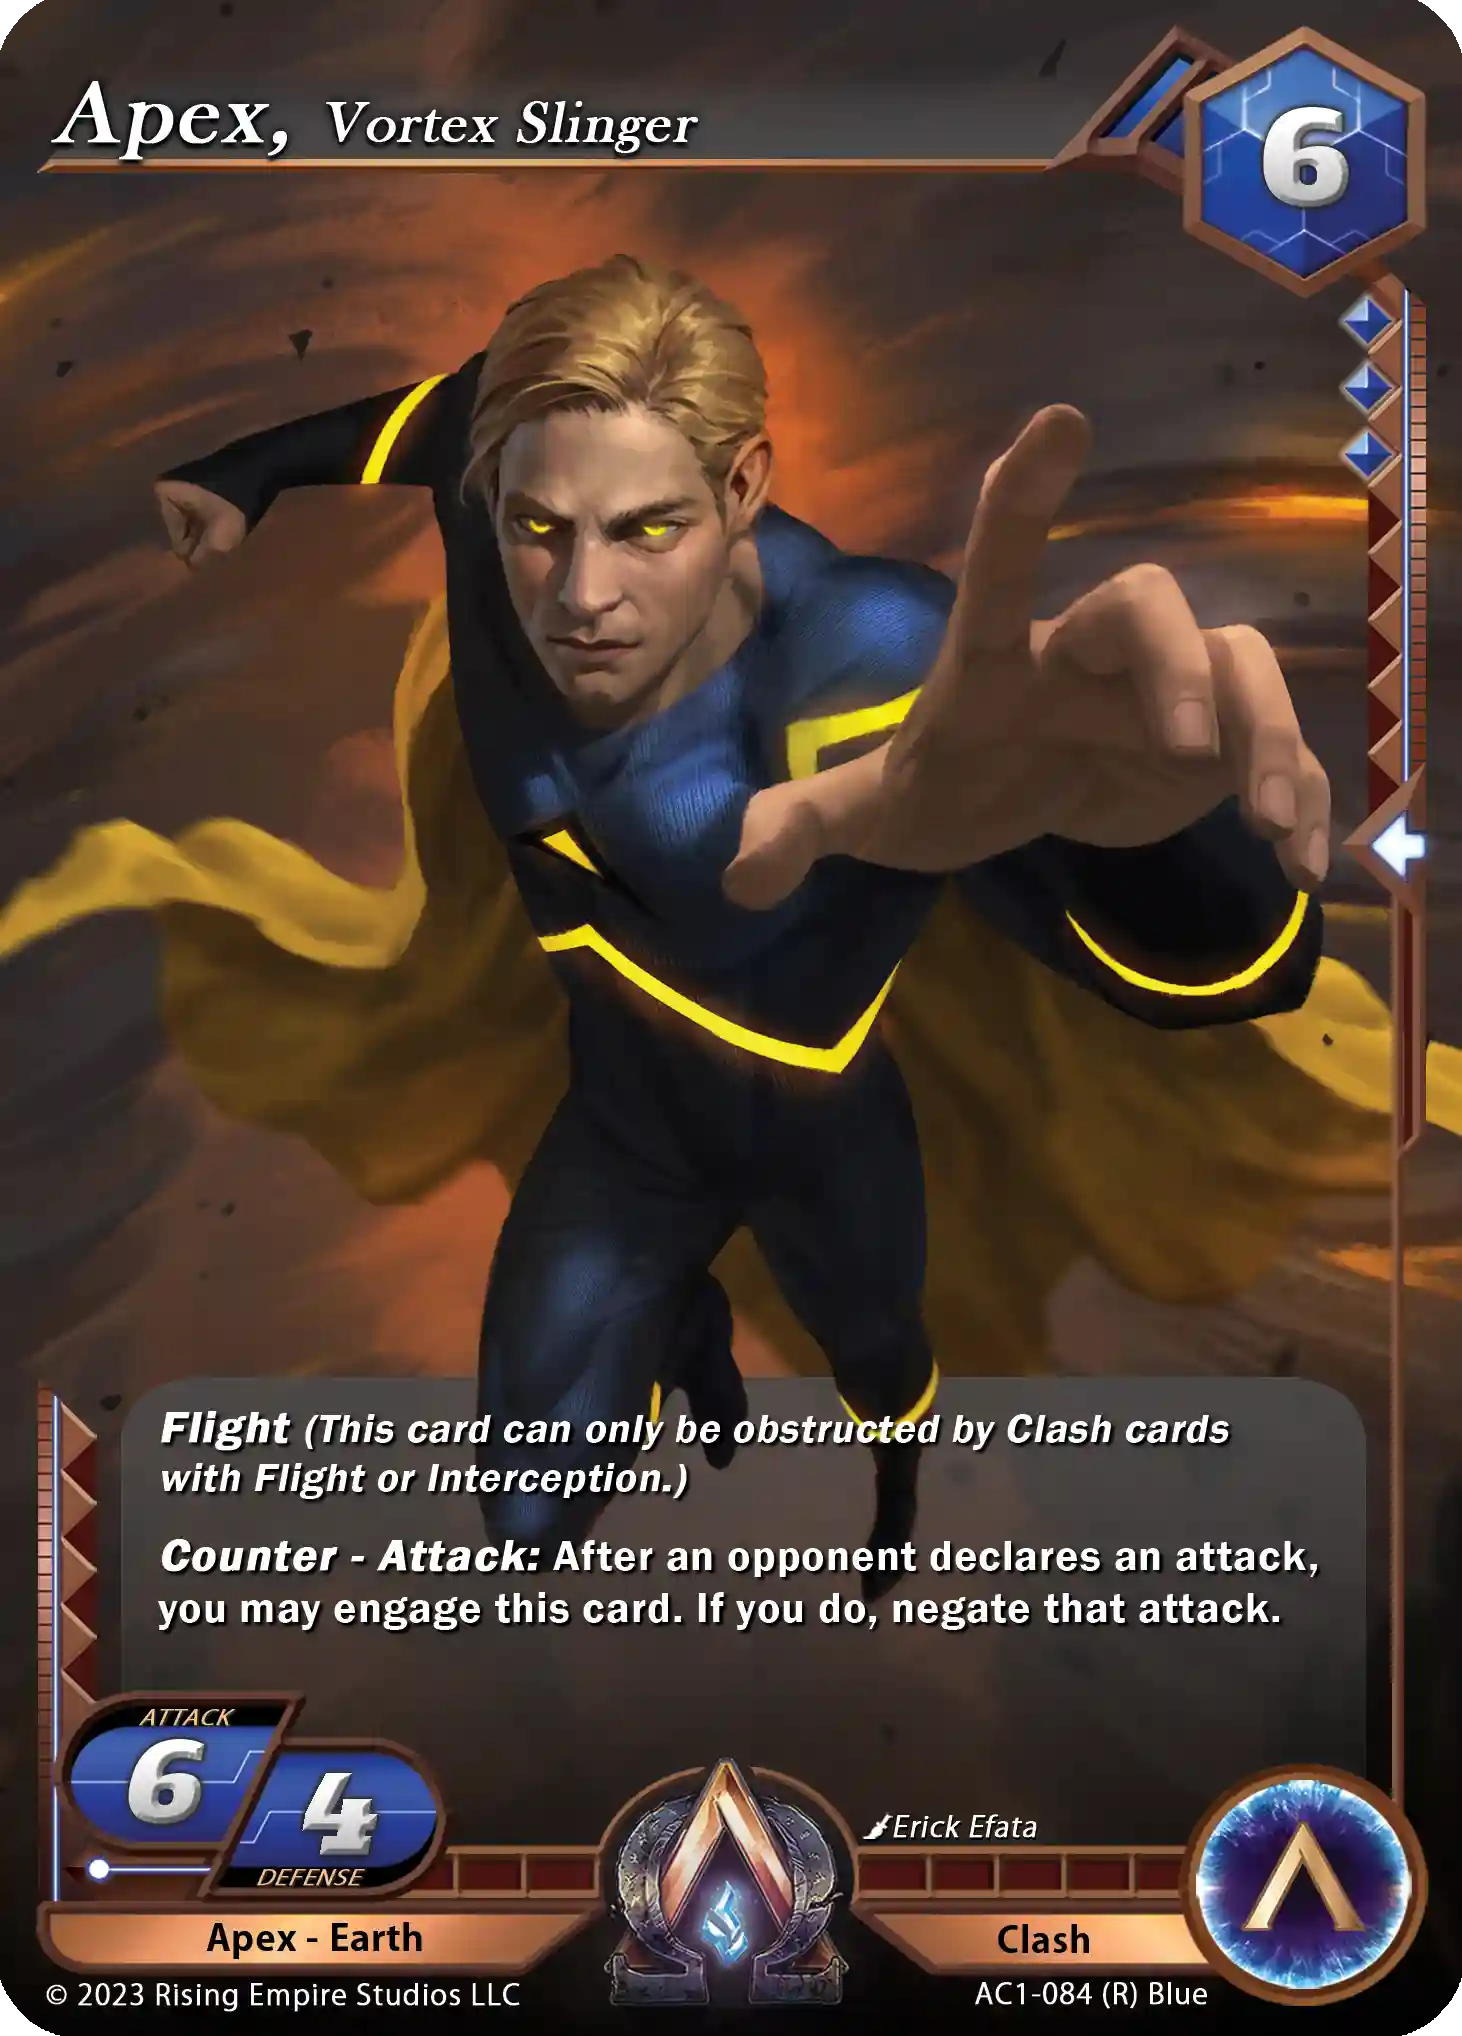 Apex, Vortex Slinger
6
Flight (This card can only be obstructed by Clash cards
with Flight or Interception.)
Counter - Attack: After an opponent declares an attack,
you may engage this card. If you do, negate that attack.
ATTACK
6
4
DEFENSE
Erick Efata
Apex - Earth
Clash
© 2023 Rising Empire Studios LLC
AC1-084 (R) Blue